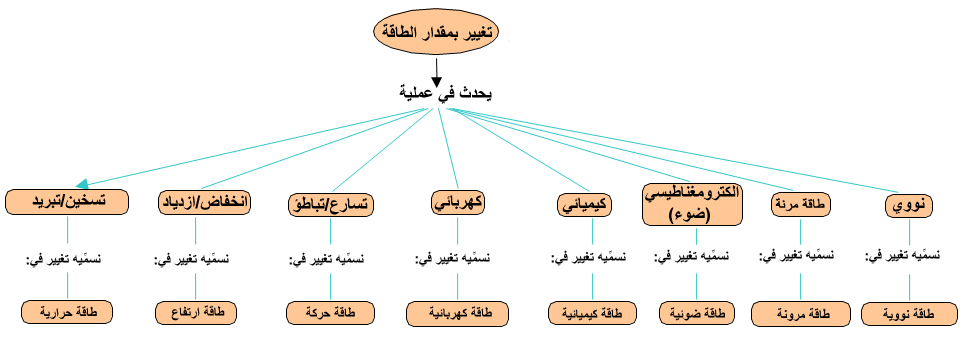 تغيير بمقدار الطاقة
يحدث في عملية
نووي
طاقة مرنة
الكترومغناطيسي
(ضوء)
كيميائي
كهربائي
تسارع/تباطؤ
انخفاض/ازدياد
تسخين/تبريد
نسمّيه تغيير في:
نسمّيه تغيير في:
نسمّيه تغيير في:
نسمّيه تغيير في:
نسمّيه تغيير في:
نسمّيه تغيير في:
نسمّيه تغيير في:
نسمّيه تغيير في:
طاقة نووية
طاقة مرونة
طاقة ضوئية
طاقة كيميائية
طاقة كهربائية
طاقة حركة
طاقة ارتفاع
طاقة حرارية